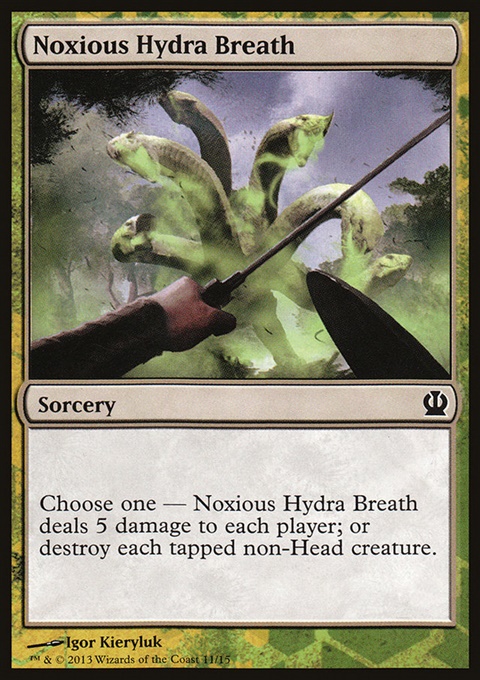 Noxious Hydra Breath
Sorcery
Choose one — Noxious Hydra Breath
deals 5 damage to each player; or
destroy each tapped non-Head creature.
Igor Kieryluk
™ & © 2013 Wizards of the Coast 11/15